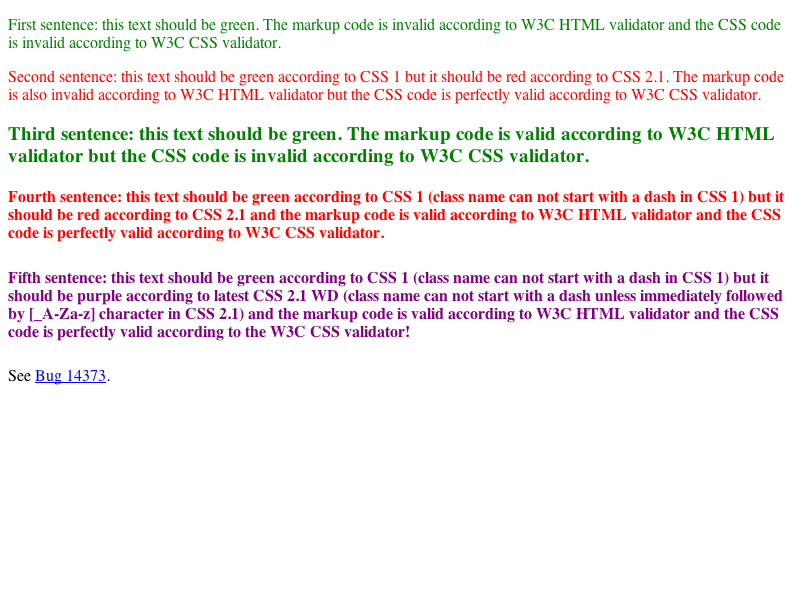 First sentence: this text should be green. The markup code is invalid according to W3C HTML validator and the CSS code
is invalid according to W3C CSS validator.
Second sentence: this text should be green according to CSS 1 but it should be red according to CSS 2.1. The markup code
is also invalid according to W3C HTML validator but the CSS code is perfectly valid according to W3C CSS validator.
Third sentence: this text should be green. The markup code is valid according to W3C HTML
validator but the CSS code is invalid according to W3C CSS validator.
Fourth sentence: this text should be green according to CSS 1 (class name can not start with a dash in CSS 1) but it
should be red according to CSS 2.1 and the markup code is valid according to W3C HTML validator and the CSS
code is perfectly valid according to W3C CSS validator.
Fifth sentence: this text should be green according to CSS 1 (class name can not start with a dash in CSS 1) but it
should be purple according to latest CSS 2.1 WD (class name can not start with a dash unless immediately followed
by [_A-Za-z] character in CSS 2.1) and the markup code is valid according to W3C HTML validator and the CSS
code is perfectly valid according to the W3C CSS validator!
See Bug 14373.